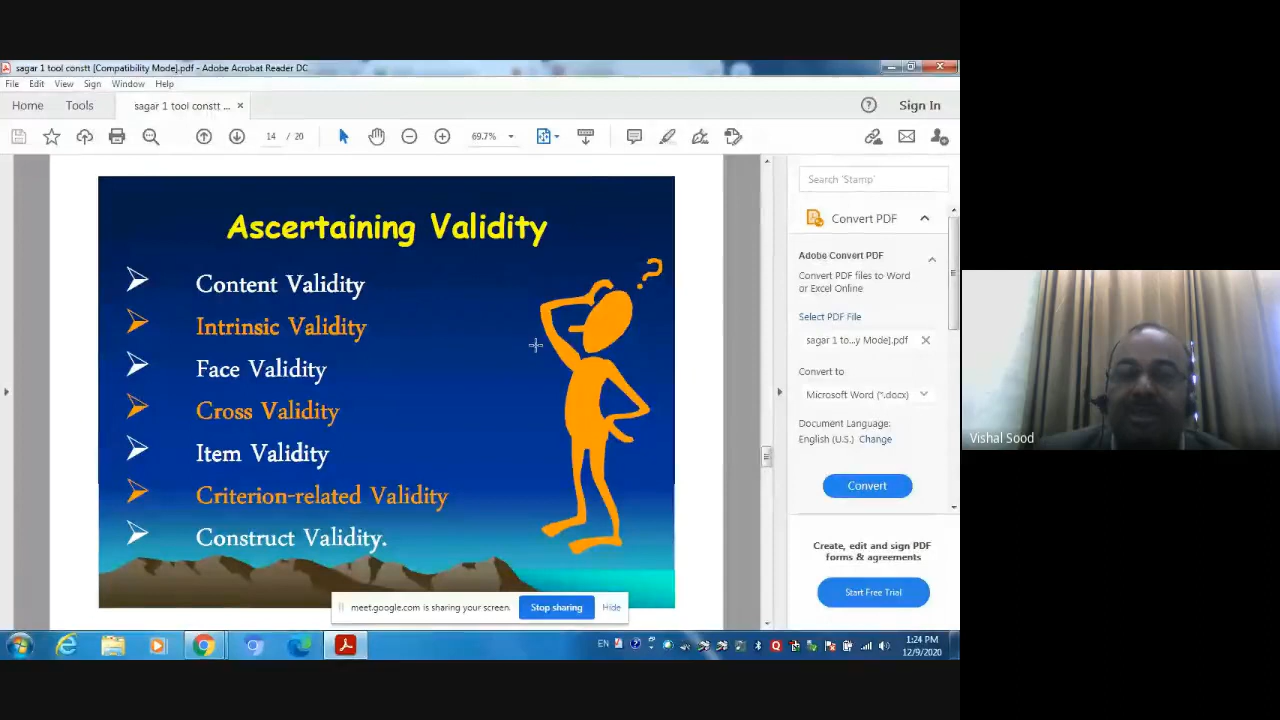 sagar 1 tool constt [Compatibility Mode].pdf - Adobe Acrobat Reader DC
File Edit View Sign Window Help
Home Tools sagar 1 tool constt ... × Sign In
14 / 20 69.7%
Search 'Stamp'
Convert PDF
Adobe Convert PDF
Convert PDF files to Word
or Excel Online
Select PDF File
sagar 1 to...y Mode].pdf
Convert to
Microsoft Word (*.docx)
Document Language:
English (U.S.) Change
Convert
Create, edit and sign PDF
forms & agreements
Start Free Trial
Ascertaining Validity
Content Validity
Intrinsic Validity
Face Validity
Cross Validity
Item Validity
Criterion-related Validity
Construct Validity.
?
meet.google.com is sharing your screen. Stop sharing Hide
EN 1:24 PM
12/9/2020
Vishal Sood